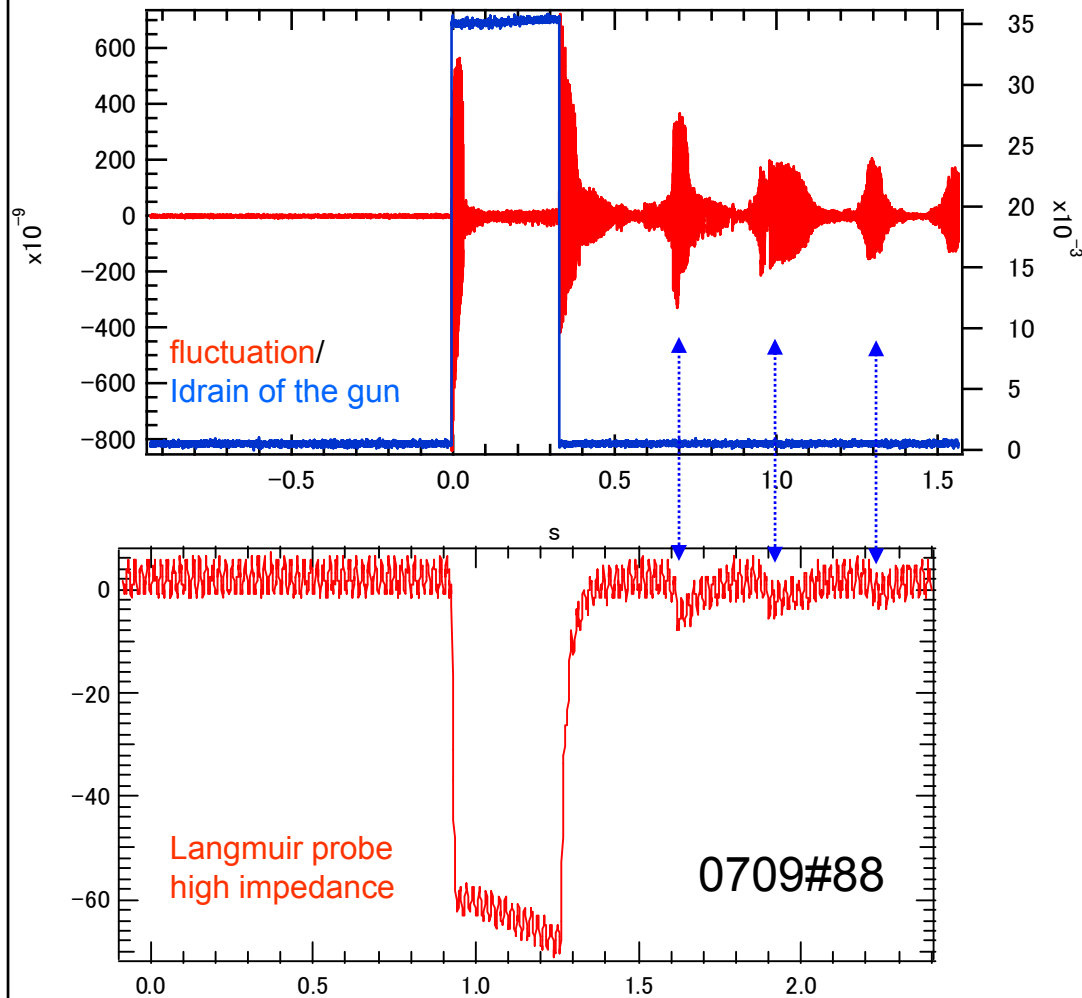 600
400
200
0
−200
−400
−600
−800
x10⁻⁹
35
30
25
20
15
10
5
0
x10⁻³
fluctuation/
Idrain of the gun
−0.5 0.0 0.5 1.0 1.5
s
0
−20
−40
−60
Langmuir probe
high impedance
0709#88
0.0 0.5 1.0 1.5 2.0